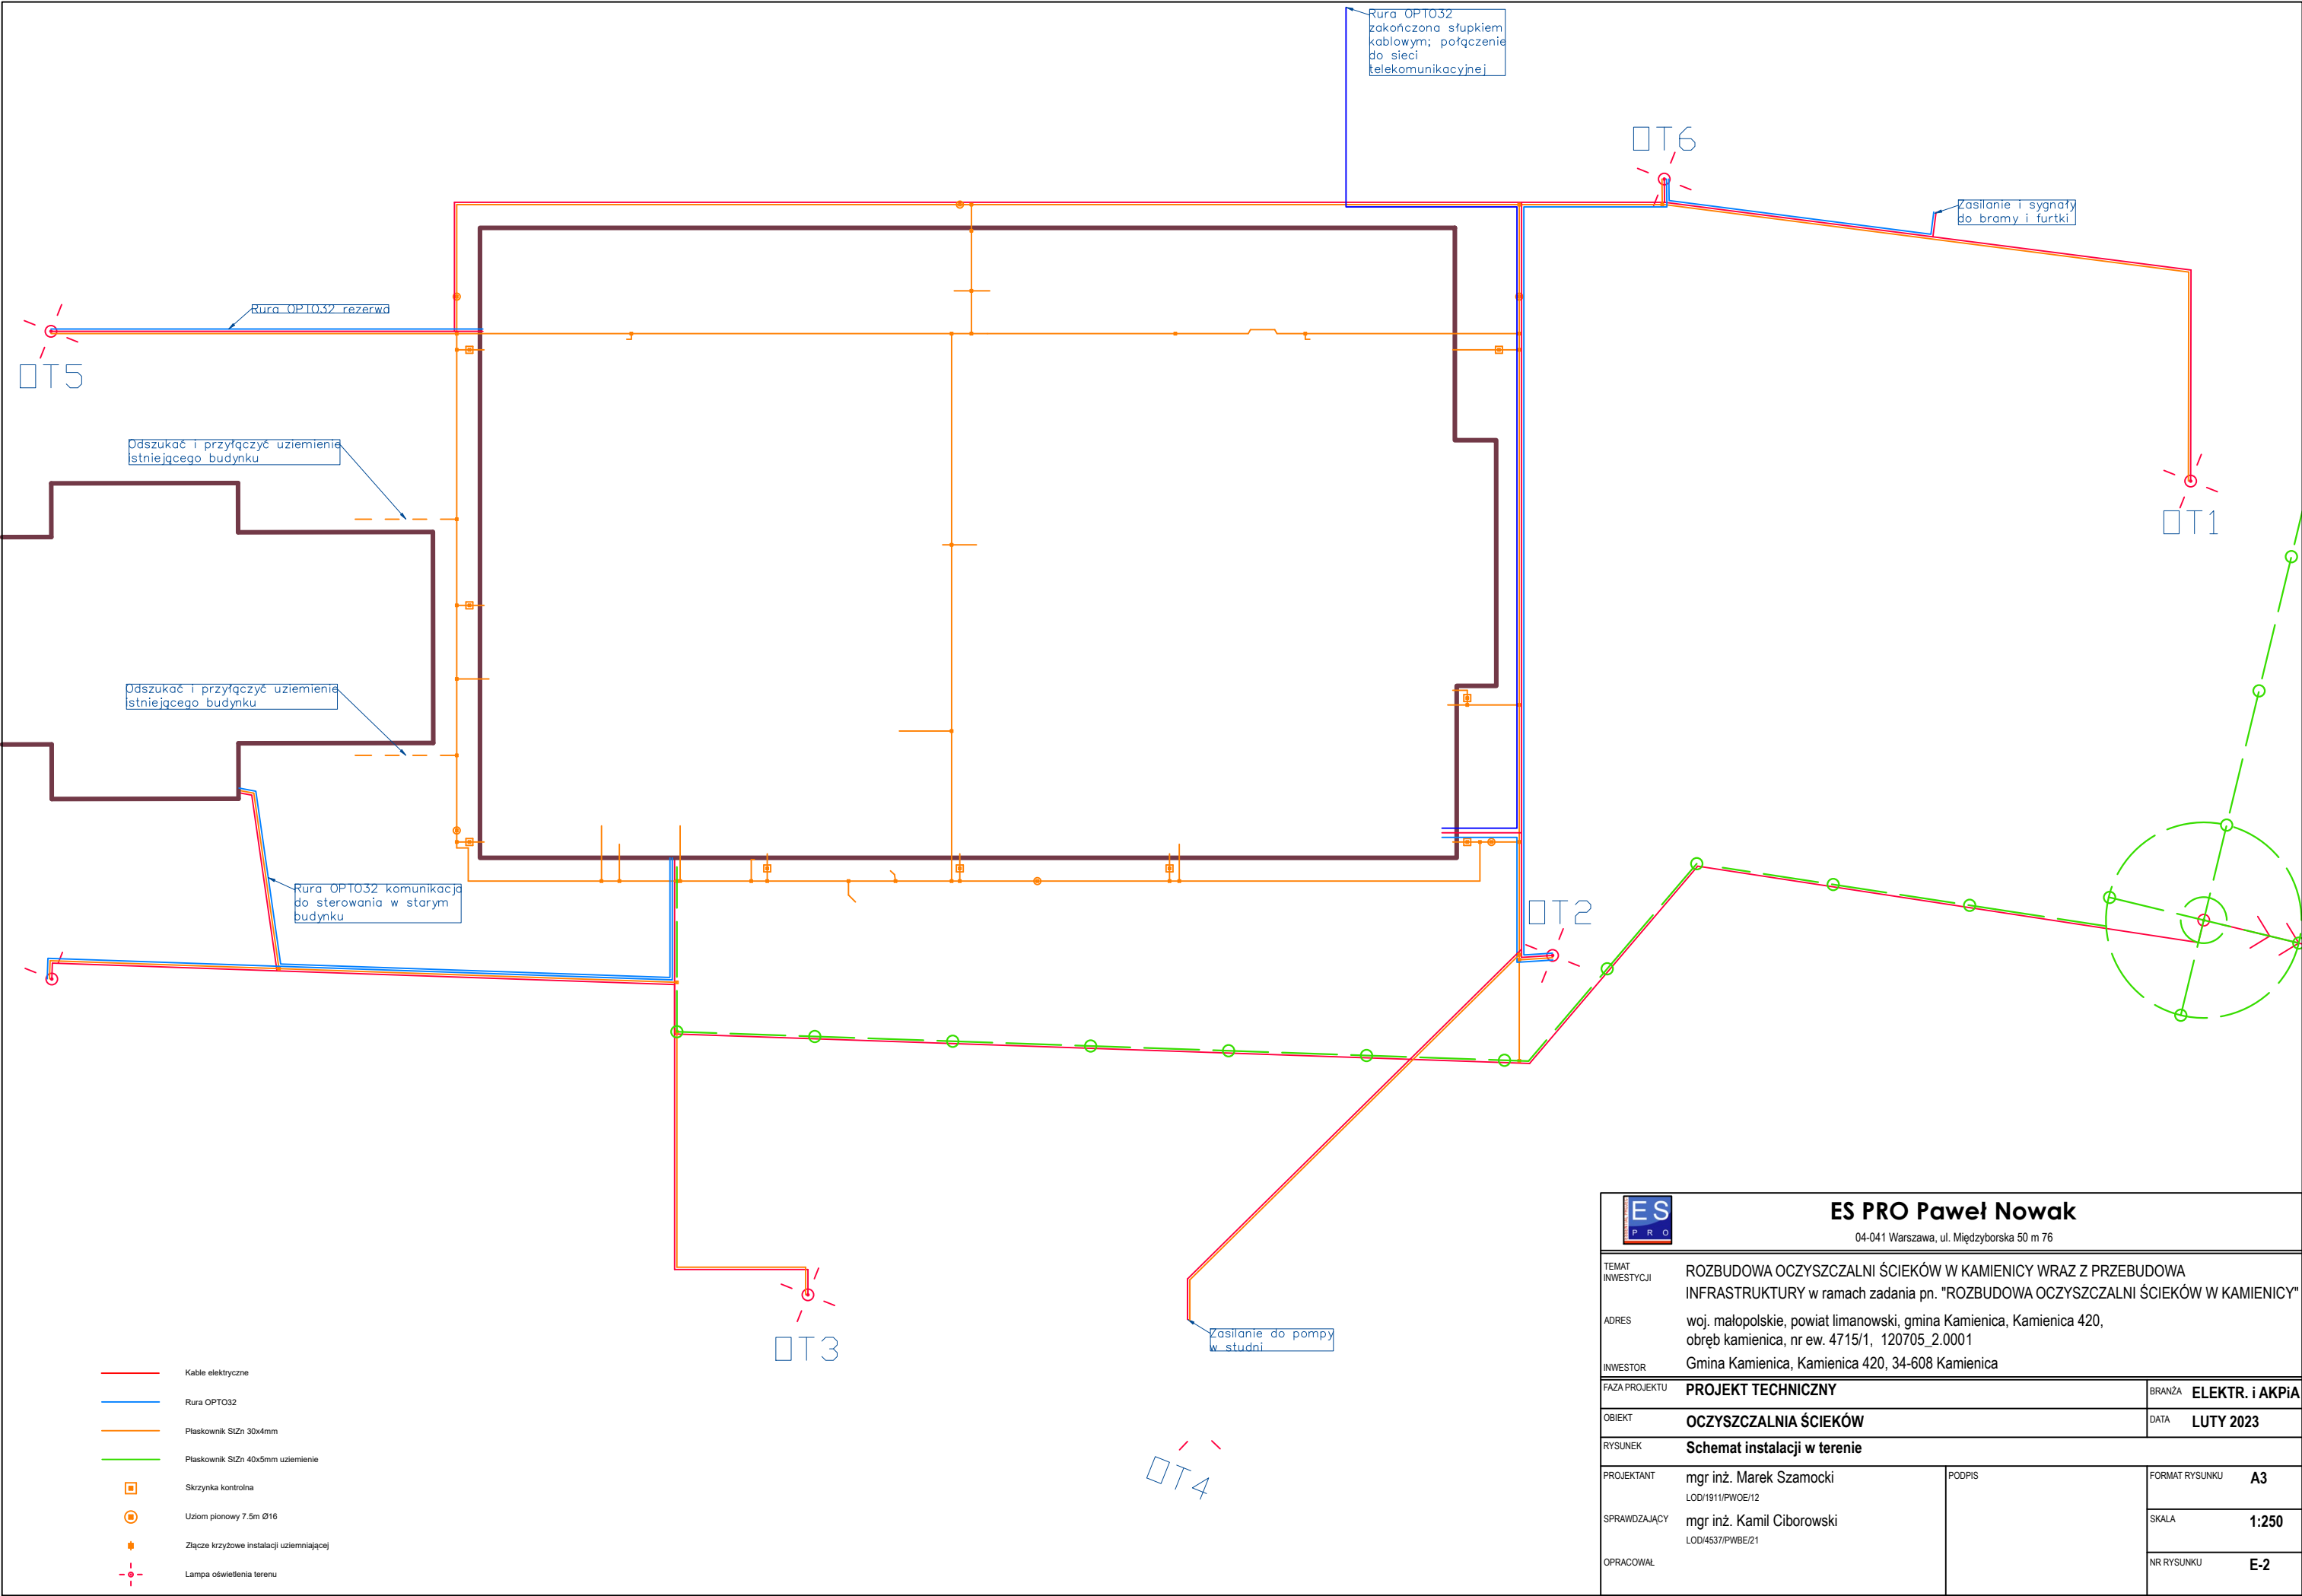 Rura OPTO32
zakończona słupkiem
kablowym; połączenie
do sieci
telekomunikacyjnej
OT6
Zasilanie i sygnały
do bramy i furtki
Rura OPTO32 rezerwa
OT5
Odszukać i przyłączyć uziemienie
istniejącego budynku
OT1
Odszukać i przyłączyć uziemienie
istniejącego budynku
Rura OPTO32 komunikacja
do sterowania w starym
budynku
OT2
OT3
Zasilanie do pompy
w studni
OT4
Kable elektryczne
Rura OPTO32
Płaskownik StZn 30x4mm
Płaskownik StZn 40x5mm uziemienie
Skrzynka kontrolna
Uziom pionowy 7.5m Ø16
Złącze krzyżowe instalacji uziemniającej
Lampa oświetlenia terenu
ES
PRO
ES PRO Paweł Nowak
04-041 Warszawa, ul. Międzyborska 50 m 76
TEMAT
INWESTYCJI
ROZBUDOWA OCZYSZCZALNI ŚCIEKÓW W KAMIENICY WRAZ Z PRZEBUDOWA
INFRASTRUKTURY w ramach zadania pn. "ROZBUDOWA OCZYSZCZALNI ŚCIEKÓW W KAMIENICY"
ADRES
woj. małopolskie, powiat limanowski, gmina Kamienica, Kamienica 420,
obręb kamienica, nr ew. 4715/1, 120705_2.0001
INWESTOR Gmina Kamienica, Kamienica 420, 34-608 Kamienica
FAZA PROJEKTU PROJEKT TECHNICZNY BRANŻA ELEKTR. i AKPiA
OBIEKT OCZYSZCZALNIA ŚCIEKÓW DATA LUTY 2023
RYSUNEK Schemat instalacji w terenie
PROJEKTANT mgr inż. Marek Szamocki PODPIS FORMAT RYSUNKU A3
LOD/1911/PWOE/12
SPRAWDZAJĄCY mgr inż. Kamil Ciborowski SKALA 1:250
LOD/4537/PWBE/21
OPRACOWAŁ NR RYSUNKU E-2